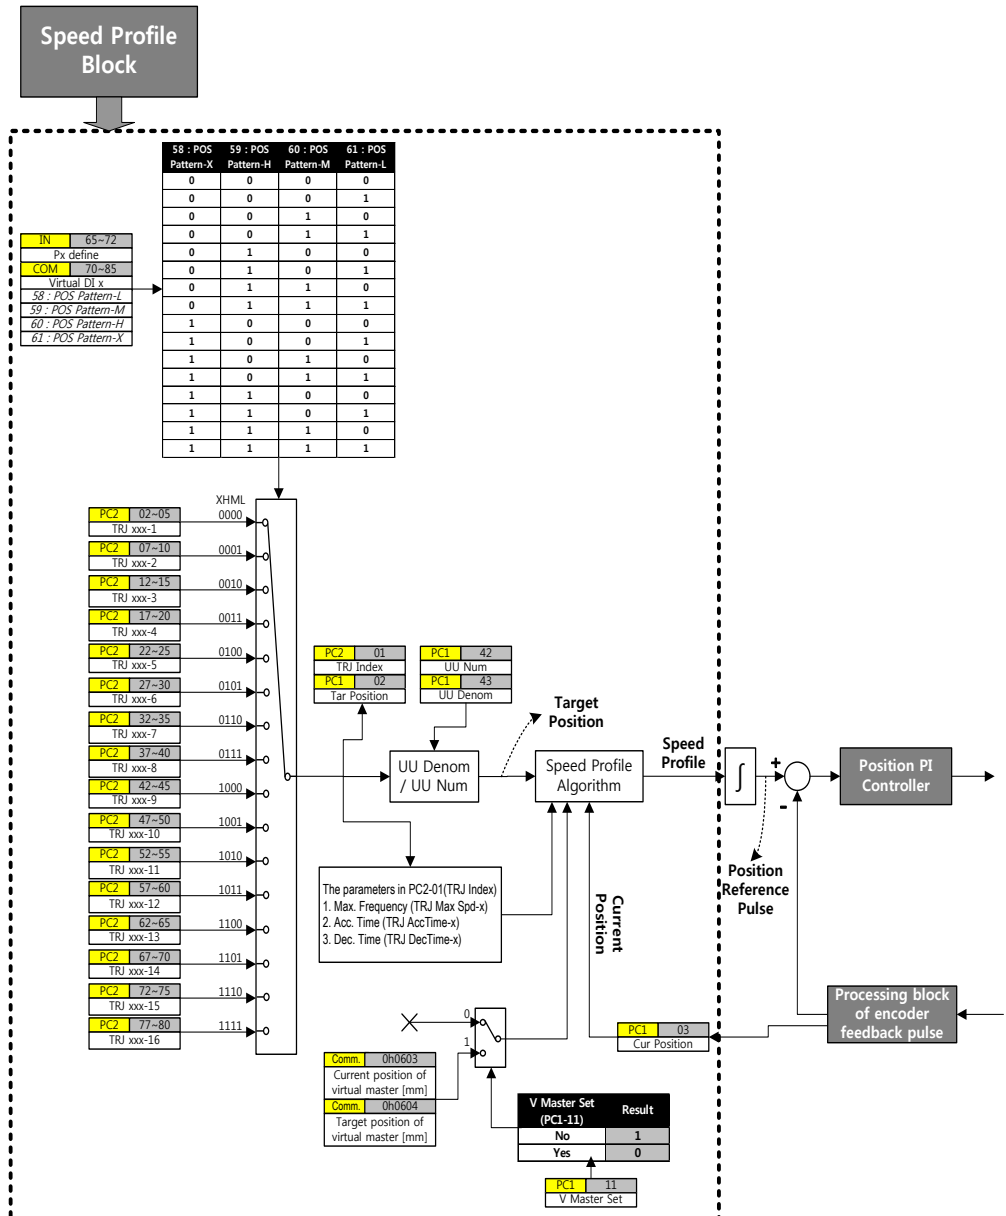 Speed Profile
Block
58 : POS Pattern-X 59 : POS Pattern-H 60 : POS Pattern-M 61 : POS Pattern-L
0 0 0 0
0 0 0 1
0 0 1 0
0 0 1 1
0 1 0 0
0 1 0 1
0 1 1 0
0 1 1 1
1 0 0 0
1 0 0 1
1 0 1 0
1 0 1 1
1 1 0 0
1 1 0 1
1 1 1 0
1 1 1 1
IN 65~72
Px define
COM 70~85
Virtual DI x
58 : POS Pattern-L
59 : POS Pattern-M
60 : POS Pattern-H
61 : POS Pattern-X
XHML
PC2 02~05 0000
TRJ xxx-1
PC2 07~10 0001
TRJ xxx-2
PC2 12~15 0010
TRJ xxx-3
PC2 17~20 0011
TRJ xxx-4
PC2 22~25 0100
TRJ xxx-5
PC2 27~30 0101
TRJ xxx-6
PC2 32~35 0110
TRJ xxx-7
PC2 37~40 0111
TRJ xxx-8
PC2 42~45 1000
TRJ xxx-9
PC2 47~50 1001
TRJ xxx-10
PC2 52~55 1010
TRJ xxx-11
PC2 57~60 1011
TRJ xxx-12
PC2 62~65 1100
TRJ xxx-13
PC2 67~70 1101
TRJ xxx-14
PC2 72~75 1110
TRJ xxx-15
PC2 77~80 1111
TRJ xxx-16
PC2 01
TRJ Index
PC1 02
Tar Position
PC1 42
UU Num
PC1 43
UU Denom
Target
Position
UU Denom
/ UU Num
Speed Profile
Algorithm
Speed
Profile
∫
+
-
Position PI
Controller
Position
Reference
Pulse
The parameters in PC2-01(TRJ Index)
1. Max. Frequency (TRJ Max Spd-x)
2. Acc. Time (TRJ AccTime-x)
3. Dec. Time (TRJ DecTime-x)
Current
Position
Processing block
of encoder
feedback pulse
PC1 03
Cur Position
0
1
Comm. 0h0603
Current position of
virtual master [mm]
Comm. 0h0604
Target position of
virtual master [mm]
V Master Set
(PC1-11)
Result
No 1
Yes 0
PC1 11
V Master Set